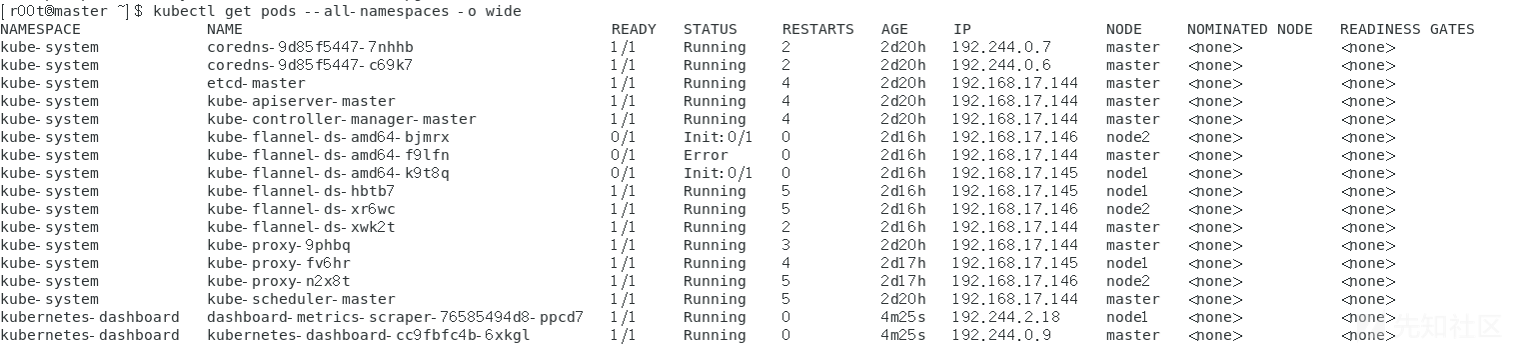 [r00t@master ~]$ kubectl get pods --all-namespaces -o wide
NAMESPACE NAME READY STATUS RESTARTS AGE IP NODE NOMINATED NODE READINESS GATES
kube-system coredns-9d85f5447-7nhhb 1/1 Running 2 2d20h 192.244.0.7 master <none> <none>
kube-system coredns-9d85f5447-c69k7 1/1 Running 2 2d20h 192.244.0.6 master <none> <none>
kube-system etcd-master 1/1 Running 4 2d20h 192.168.17.144 master <none> <none>
kube-system kube-apiserver-master 1/1 Running 4 2d20h 192.168.17.144 master <none> <none>
kube-system kube-controller-manager-master 1/1 Running 4 2d20h 192.168.17.144 master <none> <none>
kube-system kube-flannel-ds-amd64-bjmrx 0/1 Init:0/1 0 2d16h 192.168.17.146 node2 <none> <none>
kube-system kube-flannel-ds-amd64-f9lfn 0/1 Error 0 2d16h 192.168.17.144 master <none> <none>
kube-system kube-flannel-ds-amd64-k9t8q 0/1 Init:0/1 0 2d16h 192.168.17.145 node1 <none> <none>
kube-system kube-flannel-ds-hbtb7 1/1 Running 5 2d16h 192.168.17.145 node1 <none> <none>
kube-system kube-flannel-ds-xr6wc 1/1 Running 5 2d16h 192.168.17.146 node2 <none> <none>
kube-system kube-flannel-ds-xwk2t 1/1 Running 2 2d16h 192.168.17.144 master <none> <none>
kube-system kube-proxy-9phbq 1/1 Running 3 2d20h 192.168.17.144 master <none> <none>
kube-system kube-proxy-fv6hr 1/1 Running 4 2d17h 192.168.17.145 node1 <none> <none>
kube-system kube-proxy-n2x8t 1/1 Running 5 2d17h 192.168.17.146 node2 <none> <none>
kube-system kube-scheduler-master 1/1 Running 5 2d20h 192.168.17.144 master <none> <none>
kubernetes-dashboard dashboard-metrics-scraper-76585494d8-ppcd7 1/1 Running 0 4m25s 192.244.2.18 node1 <none> <none>
kubernetes-dashboard kubernetes-dashboard-cc9fbfc4b-6xkgl 1/1 Running 0 4m25s 192.244.0.9 master <none> <none>
先知社区